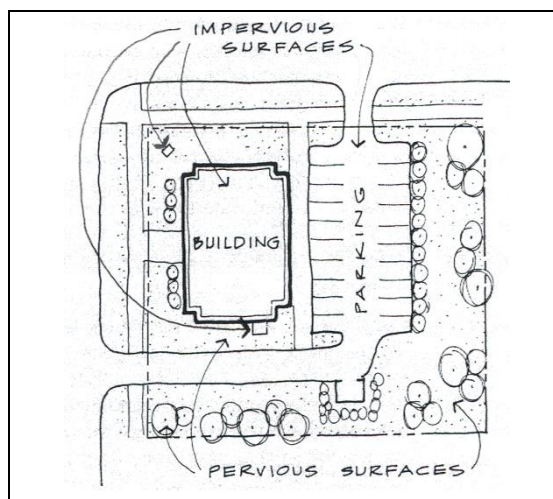 IMPERVIOUS
SURFACES
BUILDING
PARKING
PERVIOUS SURFACES